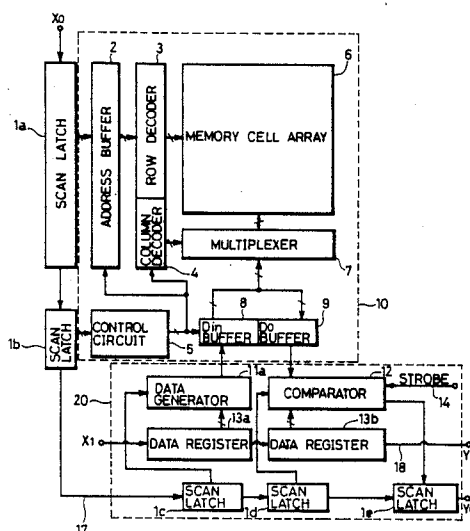 X0
2
3
6
1a
SCAN LATCH
ADDRESS BUFFER
ROW DECODER
COLUMN DECODER
MEMORY CELL ARRAY
MULTIPLEXER
4
7
8
9
10
1b
SCAN LATCH
CONTROL CIRCUIT
5
Din BUFFER
Do BUFFER
11a
12
STROBE
14
20
DATA GENERATOR
COMPARATOR
13a
13b
X1
DATA REGISTER
DATA REGISTER
18
SCAN LATCH
SCAN LATCH
SCAN LATCH
17
1c
1d
1e